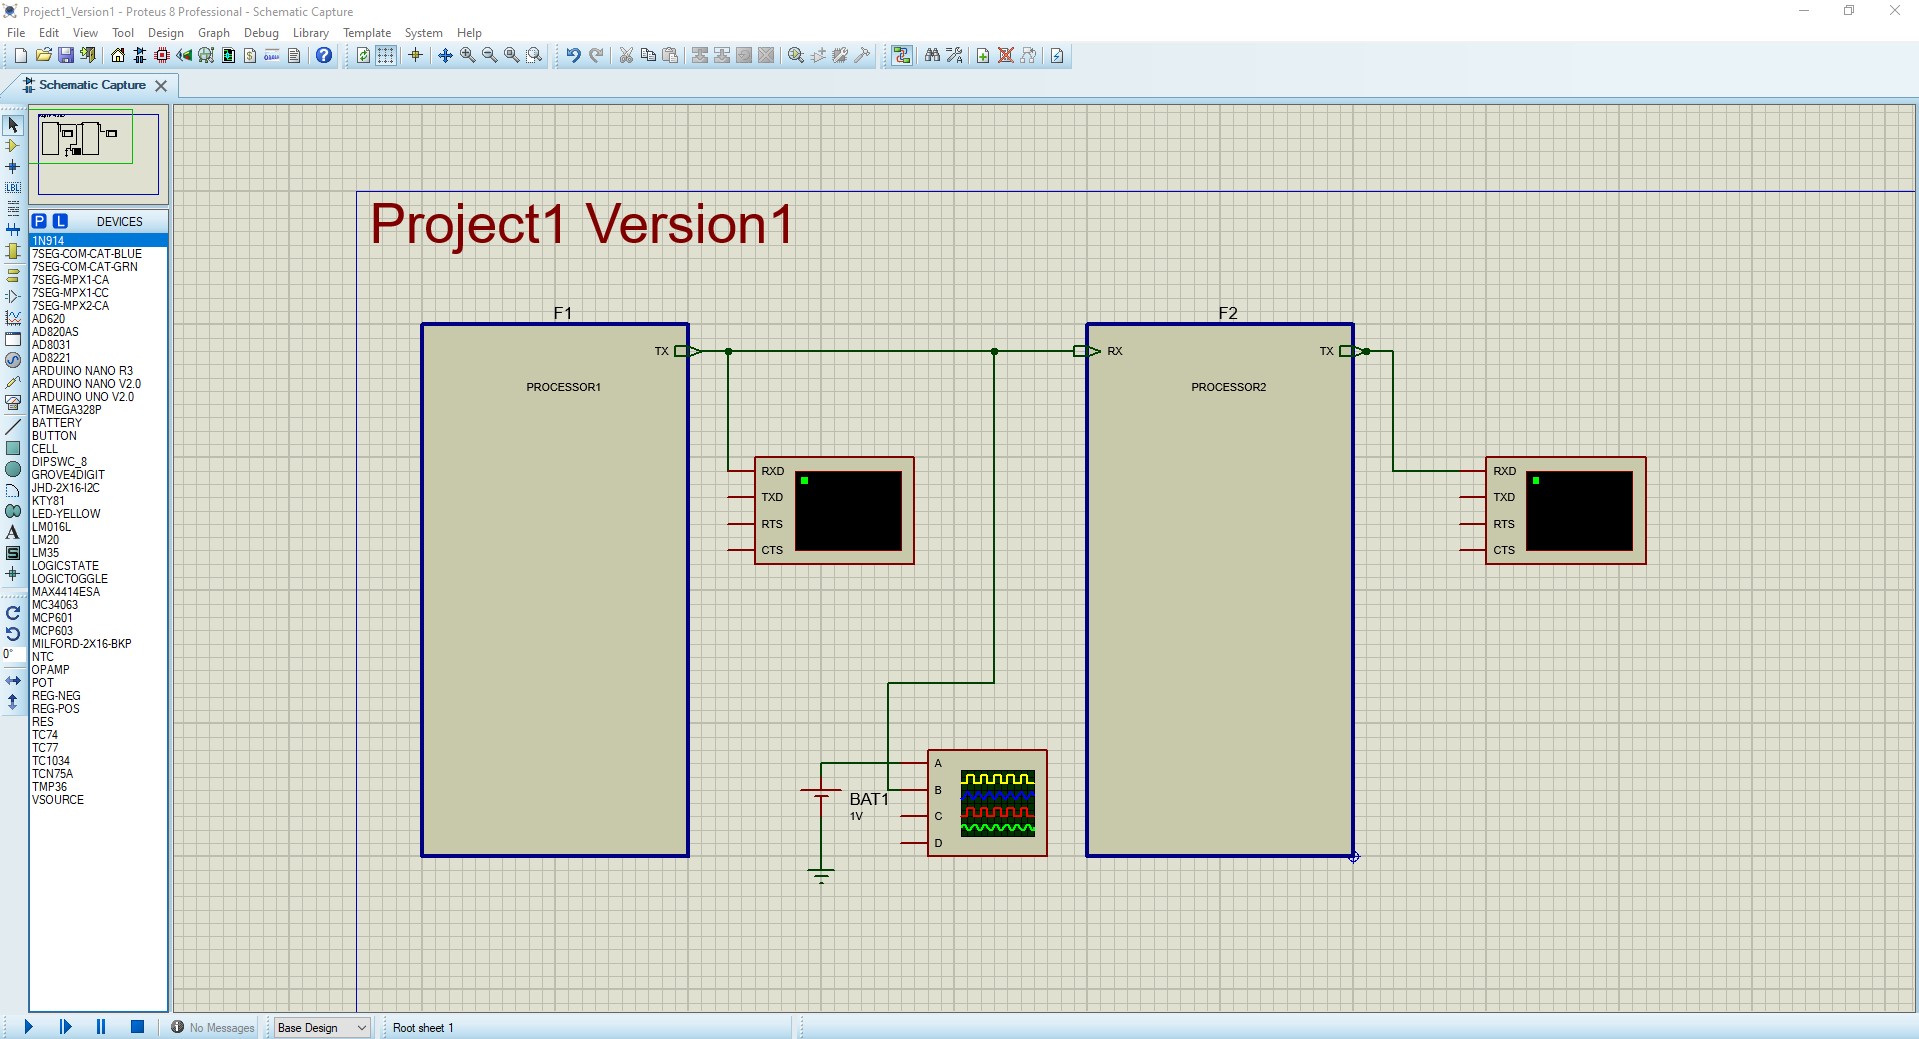 Project1_Version1 - Proteus 8 Professional - Schematic Capture
File Edit View Tool Design Graph Debug Library Template System Help
Schematic Capture
P L DEVICES
1N914
7SEG-COM-CAT-BLUE
7SEG-COM-CAT-GRN
7SEG-MPX1-CA
7SEG-MPX1-CC
7SEG-MPX2-CA
AD620
AD820AS
AD8031
AD8221
ARDUINO NANO R3
ARDUINO NANO V2.0
ARDUINO UNO V2.0
ATMEGA328P
BATTERY
BUTTON
CELL
DIPSWC_8
GROVE4DIGIT
JHD-2X16-I2C
KTY81
LED-YELLOW
LM016L
LM20
LM35
LOGICSTATE
LOGICTOGGLE
MAX4414ESA
MC34063
MCP601
MCP603
MILFORD-2X16-BKP
NTC
OPAMP
POT
REG-NEG
REG-POS
RES
TC74
TC77
TC1034
TCN75A
TMP36
VSOURCE
LBL
A
S
0°
Project1 Version1
F1
TX
PROCESSOR1
F2
RX
TX
PROCESSOR2
RXD
TXD
RTS
CTS
RXD
TXD
RTS
CTS
A
B
C
D
BAT1
1V
No Messages
Base Design
Root sheet 1